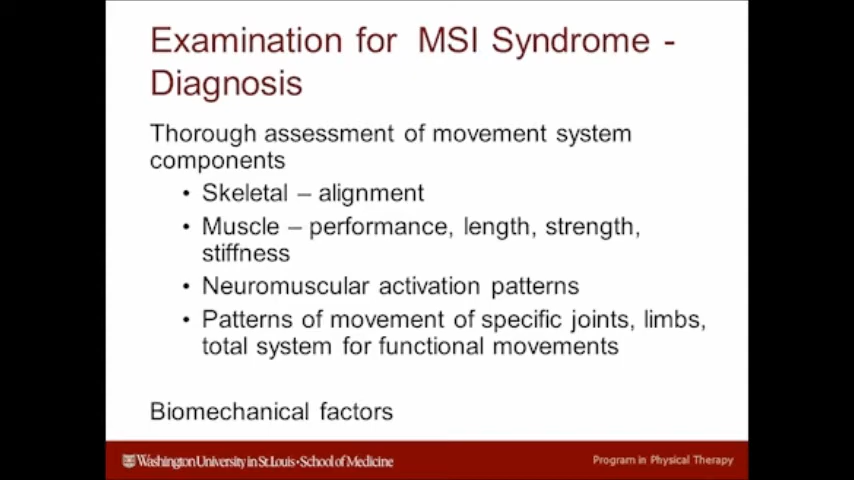 Examination for MSI Syndrome -
Diagnosis
Thorough assessment of movement system
components
• Skeletal – alignment
• Muscle – performance, length, strength,
stiffness
• Neuromuscular activation patterns
• Patterns of movement of specific joints, limbs,
total system for functional movements
Biomechanical factors
Washington University in St. Louis • School of Medicine
Program in Physical Therapy